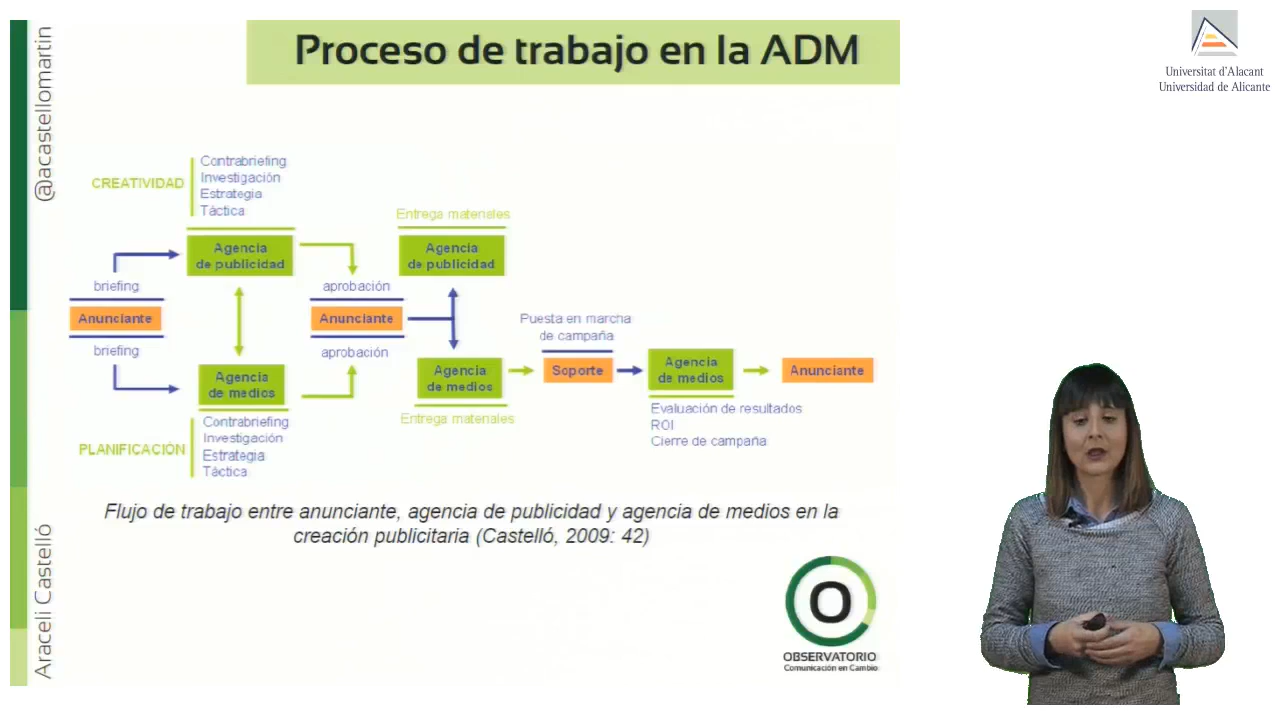 Proceso de trabajo en la ADM
Universitat d'Alacant
Universidad de Alicante
@acastellomartin
Araceli Castelló
CREATIVIDAD
Contrabriefing
Investigación
Estrategia
Táctica
Entrega materiales
Agencia
de publicidad
Agencia
de publicidad
briefing
aprobación
Anunciante
Anunciante
Puesta en marcha
de campaña
briefing
aprobación
Agencia
de medios
Agencia
de medios
Soporte
Agencia
de medios
Anunciante
Entrega materiales
PLANIFICACIÓN
Contrabriefing
Investigación
Estrategia
Táctica
Evaluación de resultados
ROI
Cierre de campaña
Flujo de trabajo entre anunciante, agencia de publicidad y agencia de medios en la
creación publicitaria (Castelló, 2009: 42)
O
OBSERVATORIO
Comunicación en Cambio